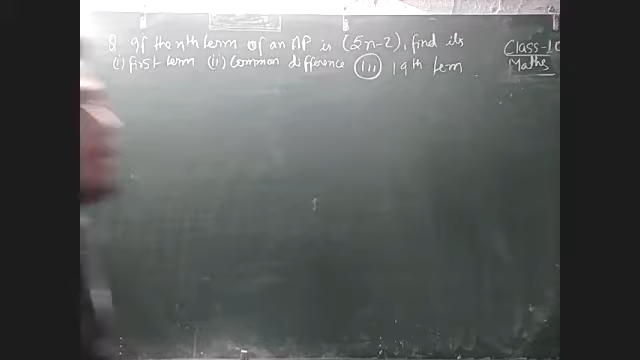 Q If the nth term of an AP is (5n-2), find its
(i) first term (ii) Common difference (iii) 19th term
Class-10
Maths